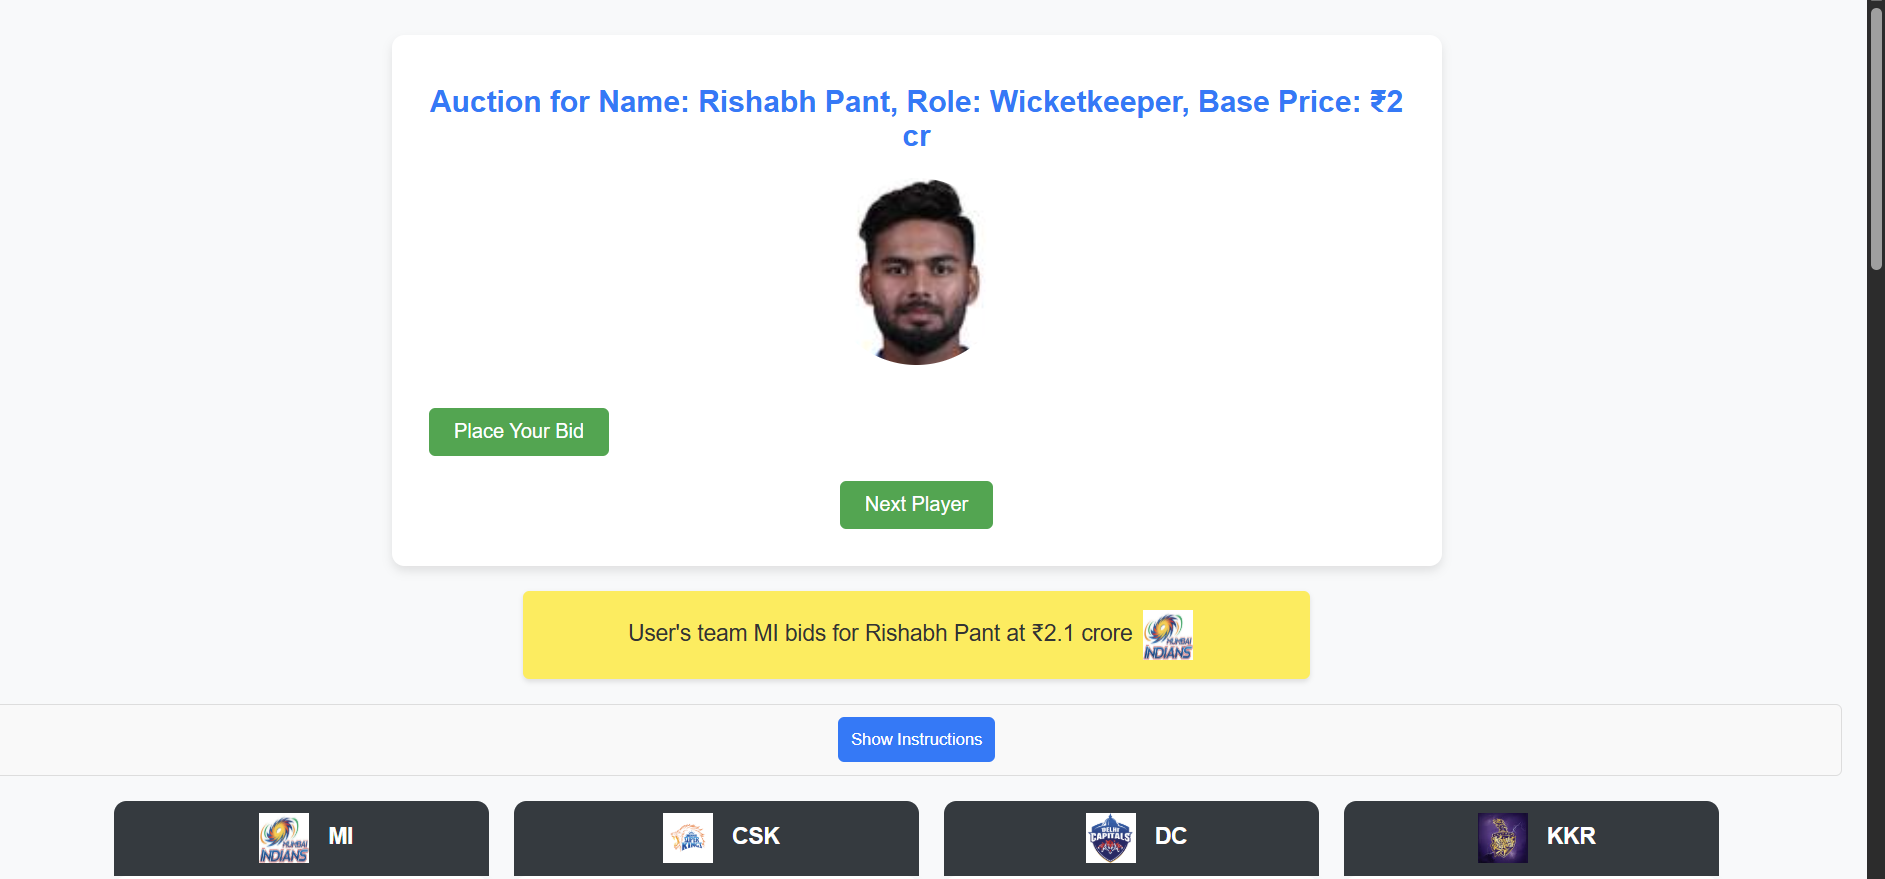 Auction for Name: Rishabh Pant, Role: Wicketkeeper, Base Price: ₹2
cr
Place Your Bid
Next Player
User's team MI bids for Rishabh Pant at ₹2.1 crore
MUMBAI
INDIANS
Show Instructions
MUMBAI
INDIANS
MI
CSK
DELHI
CAPITALS
DC
KKR